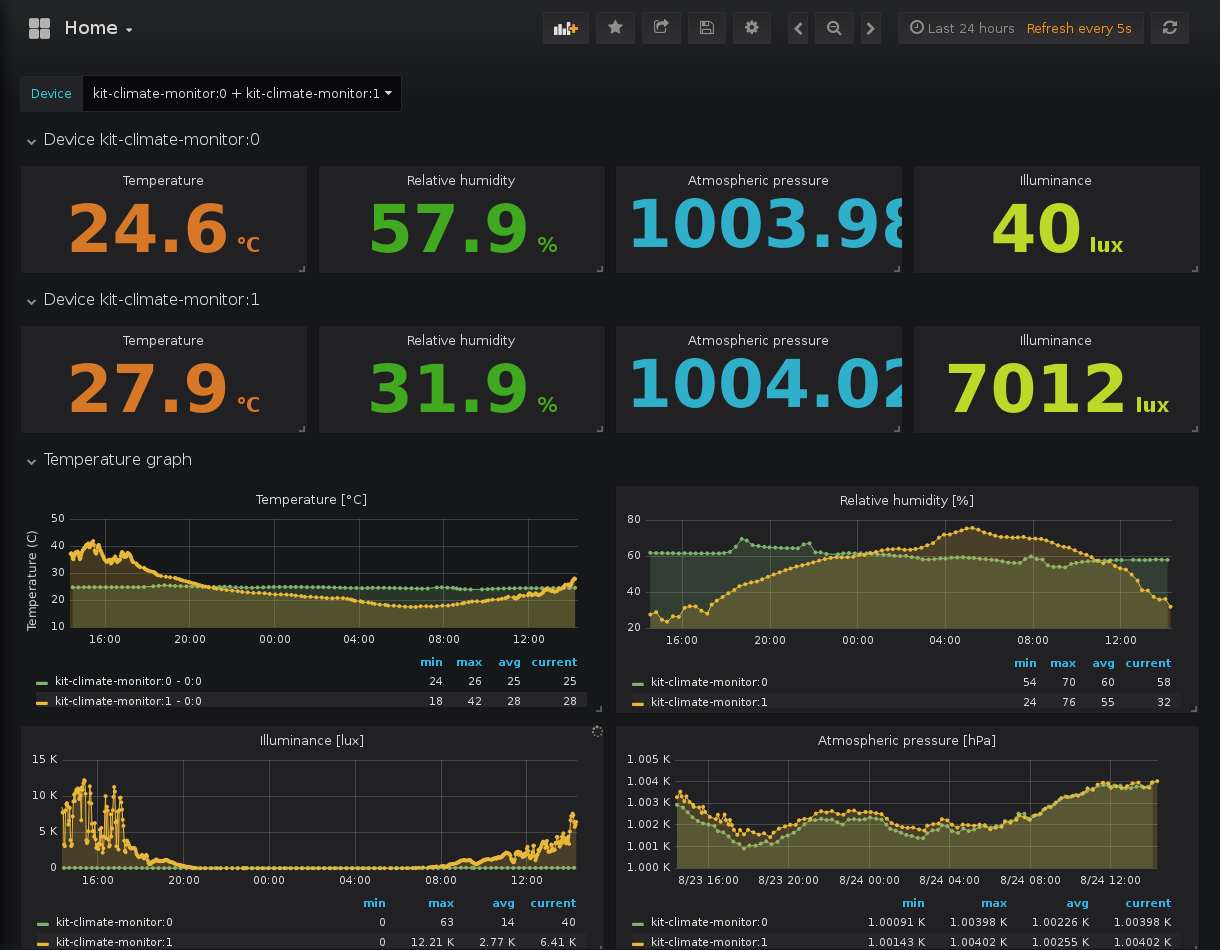 Home
Last 24 hours Refresh every 5s
Device kit-climate-monitor:0 + kit-climate-monitor:1
Device kit-climate-monitor:0
Temperature Relative humidity Atmospheric pressure Illuminance
24.6 °C 57.9 % 1003.98 40 lux
Device kit-climate-monitor:1
Temperature Relative humidity Atmospheric pressure Illuminance
27.9 °C 31.9 % 1004.02 7012 lux
Temperature graph
Temperature [°C]
Temperature (C)
50
40
30
20
10
16:00 20:00 00:00 04:00 08:00 12:00
min max avg current
kit-climate-monitor:0 - 0:0 24 26 25 25
kit-climate-monitor:1 - 0:0 18 42 28 28
Relative humidity [%]
80
60
40
20
16:00 20:00 00:00 04:00 08:00 12:00
min max avg current
kit-climate-monitor:0 54 70 60 58
kit-climate-monitor:1 24 76 55 32
Illuminance [lux]
15 K
10 K
5 K
0
16:00 20:00 00:00 04:00 08:00 12:00
min max avg current
kit-climate-monitor:0 0 63 14 40
kit-climate-monitor:1 0 12.21 K 2.77 K 6.41 K
Atmospheric pressure [hPa]
1.005 K
1.004 K
1.003 K
1.002 K
1.001 K
1.000 K
8/23 16:00 8/23 20:00 8/24 00:00 8/24 04:00 8/24 08:00 8/24 12:00
min max avg current
kit-climate-monitor:0 1.00091 K 1.00398 K 1.00226 K 1.00398 K
kit-climate-monitor:1 1.00143 K 1.00402 K 1.00255 K 1.00402 K